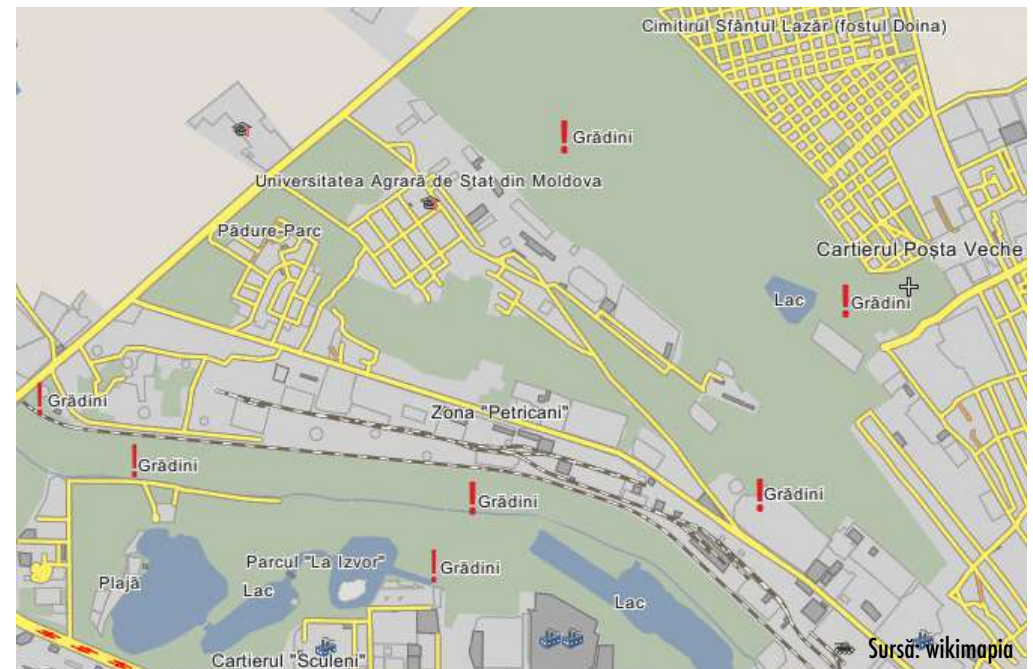 Cimitirul Sfântul Lazăr (fostul Doina)
! Grădini
Universitatea Agrară de Stat din Moldova
Pădure-Parc
Cartierul Poșta Veche
Lac
! Grădini
! Grădini
Zona "Petricani"
! Grădini
! Grădini
! Grădini
Parcul "La Izvor"
! Grădini
Plajă
Lac
Lac
Cartierul "Sculeni"
Sursă: wikimapia